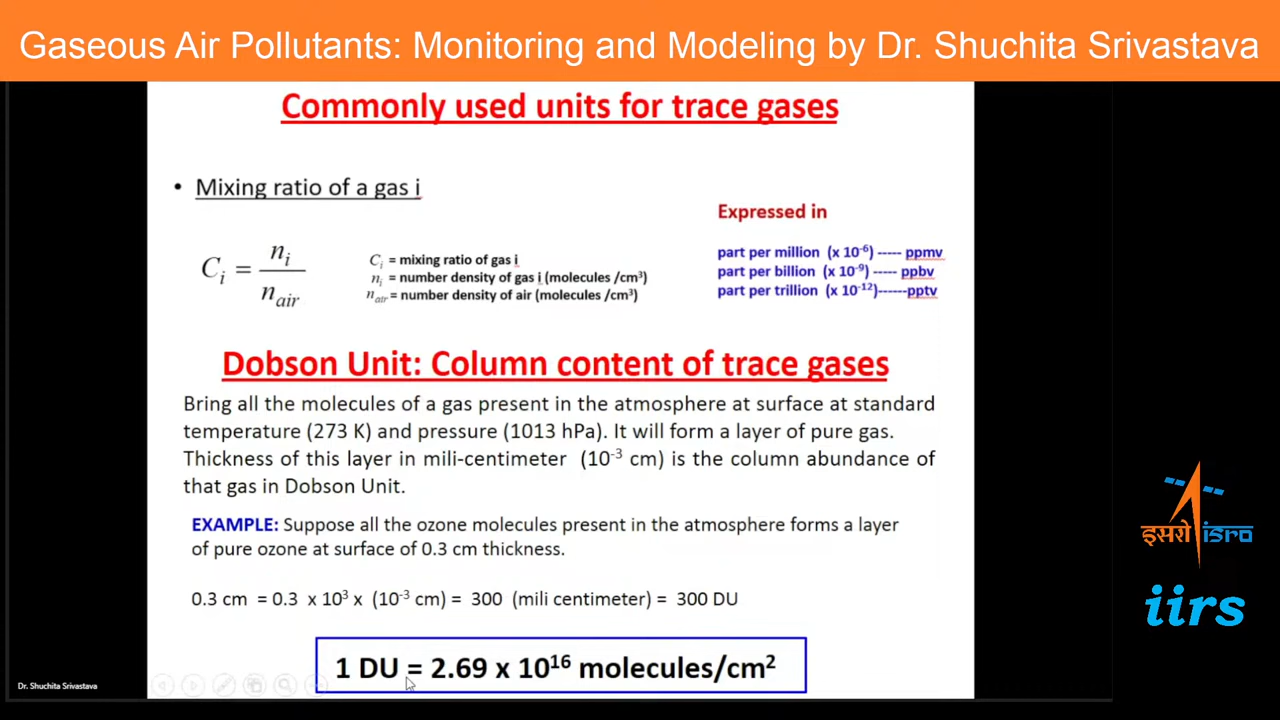 Gaseous Air Pollutants: Monitoring and Modeling by Dr. Shuchita Srivastava
Commonly used units for trace gases
• Mixing ratio of a gas i
Expressed in
C_i = n_i / n_air
C_i = mixing ratio of gas i
n_i = number density of gas i (molecules /cm³)
n_air = number density of air (molecules /cm³)
part per million (x 10⁻⁶) ----- ppmv
part per billion (x 10⁻⁹) ---- ppbv
part per trillion (x 10⁻¹²)------pptv
Dobson Unit: Column content of trace gases
Bring all the molecules of a gas present in the atmosphere at surface at standard
temperature (273 K) and pressure (1013 hPa). It will form a layer of pure gas.
Thickness of this layer in mili-centimeter (10⁻³ cm) is the column abundance of
that gas in Dobson Unit.
EXAMPLE: Suppose all the ozone molecules present in the atmosphere forms a layer
of pure ozone at surface of 0.3 cm thickness.
0.3 cm = 0.3 x 10³ x (10⁻³ cm) = 300 (mili centimeter) = 300 DU
1 DU = 2.69 x 10¹⁶ molecules/cm²
Dr. Shuchita Srivastava
इसरो isro
iirs